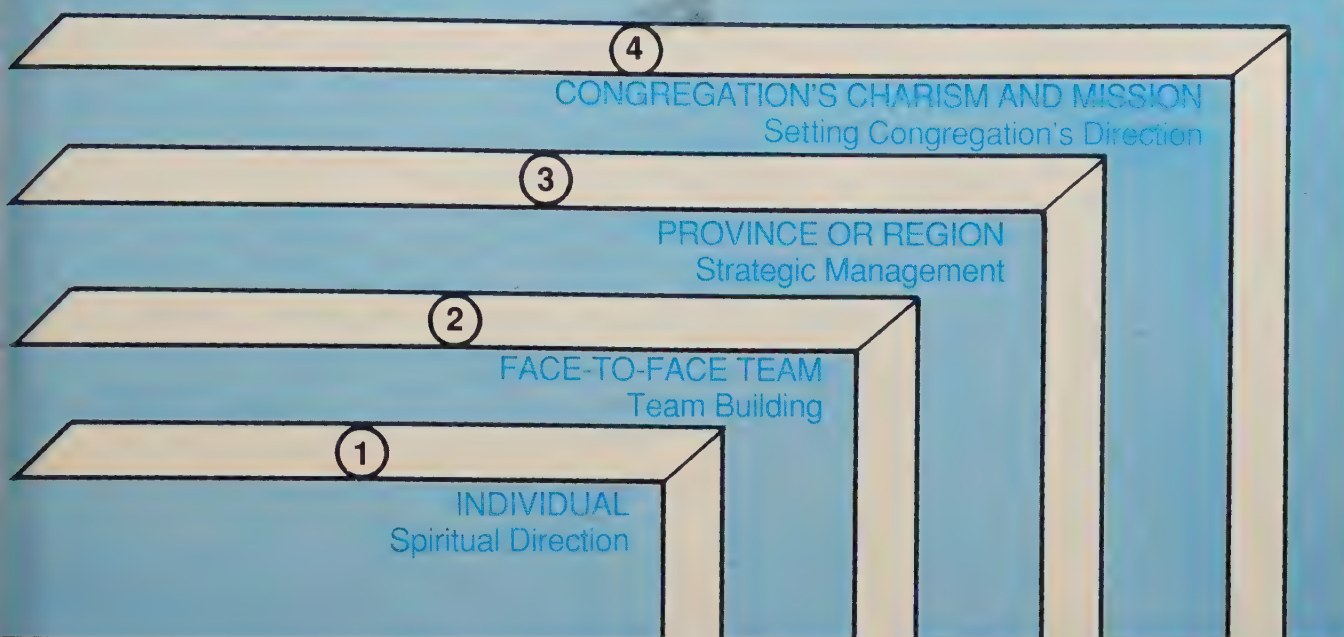 4
CONGREGATION'S CHARISM AND MISSION
Setting Congregation's Direction
3
PROVINCE OR REGION
Strategic Management
2
FACE-TO-FACE TEAM
Team Building
1
INDIVIDUAL
Spiritual Direction